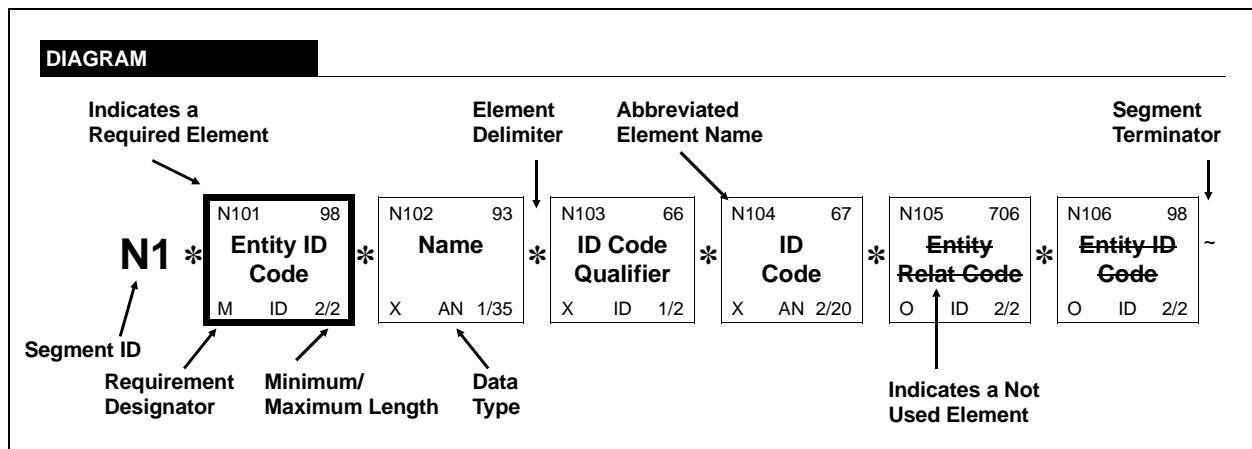 DIAGRAM
Indicates a
Required Element
Element
Delimiter
Abbreviated
Element Name
Segment
Terminator
N1 *
N101 98
Entity ID
Code
M ID 2/2
*
N102 93
Name
X AN 1/35
*
N103 66
ID Code
Qualifier
X ID 1/2
*
N104 67
ID
Code
X AN 2/20
*
N105 706
Entity
Relat Code
O ID 2/2
*
N106 98
Entity ID
Code
O ID 2/2
~
Segment ID
Requirement
Designator
Minimum/
Maximum Length
Data
Type
Indicates a Not
Used Element